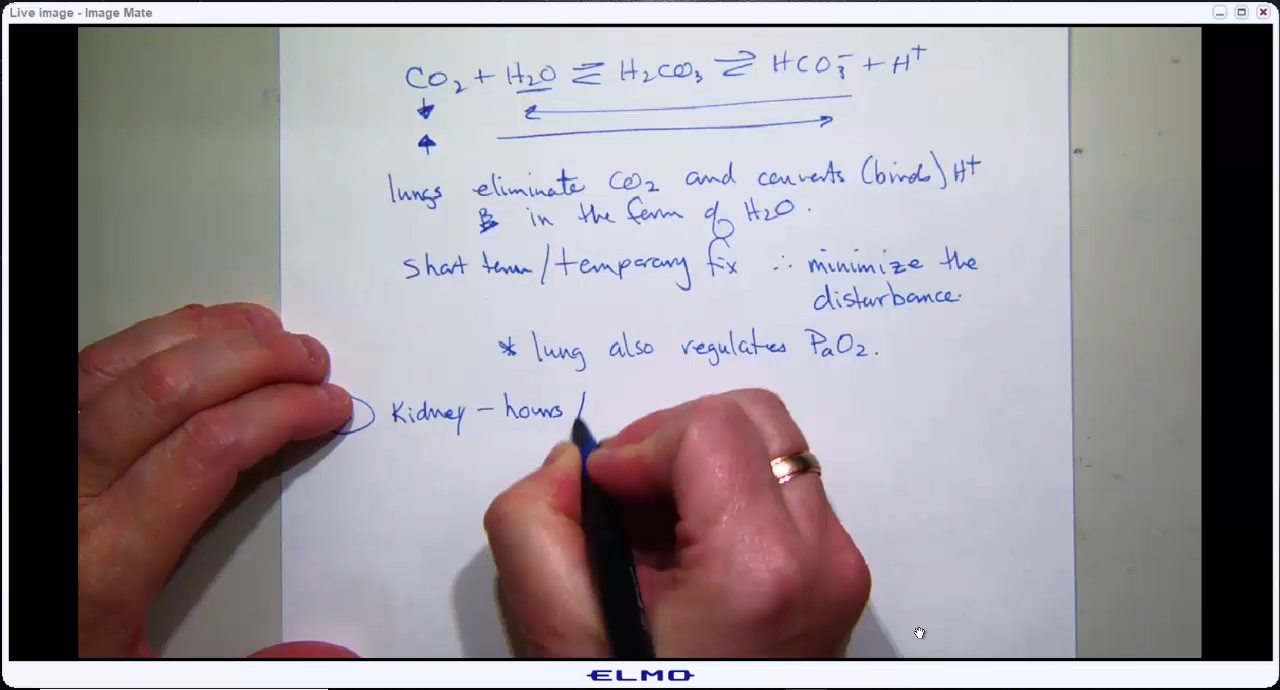 Live image - Image Mate
CO₂ + H₂O ⇌ H₂CO₃ ⇌ HCO₃⁻ + H⁺
lungs eliminate CO₂ and converts (binds) H⁺
in the form of H₂O.
Short term/temporary fix ∴ minimize the
disturbance.
* lung also regulates PaO₂.
Kidney - hours /
ELMO